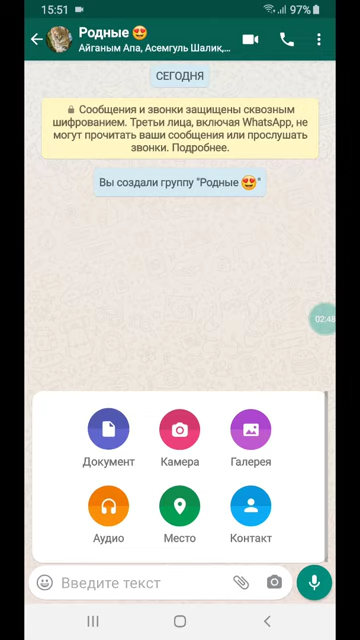 15:51 97%
Родные 😍
Айганым Апа, Асемгуль Шалик,...
СЕГОДНЯ
Сообщения и звонки защищены сквозным
шифрованием. Третьи лица, включая WhatsApp, не
могут прочитать ваши сообщения или прослушать
звонки. Подробнее.
Вы создали группу "Родные 😍"
02:48
Документ Камера Галерея
Аудио Место Контакт
Введите текст